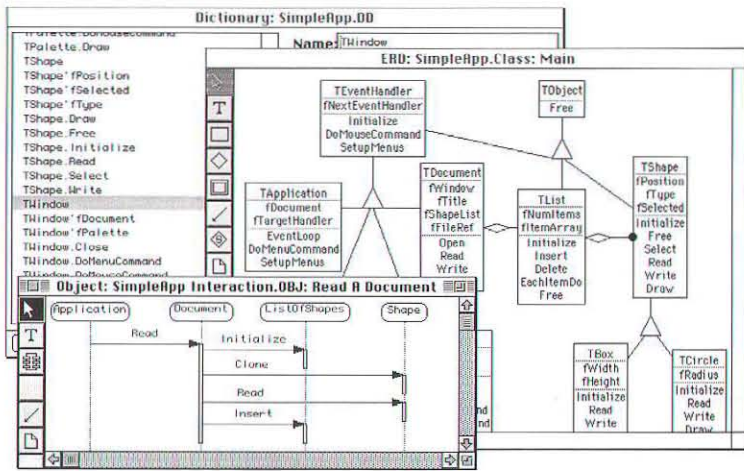 Dictionary: SimpleApp.DD
TPalette.DoMouseCommand
TPalette.Draw
TShape
TShape'fPosition
TShape'fSelected
TShape'fType
TShape.Draw
TShape.Free
TShape.Initialize
TShape.Read
TShape.Select
TShape.Write
TWindow
TWindow'fDocument
TWindow'fPalette
TWindow.Close
TWindow.DoMenuCommand
TWindow.DoMouseCommand
Name: TWindow
ERD: SimpleApp.Class: Main
T
S
TEventHandler
fNextEventHandler
Initialize
DoMouseCommand
SetupMenus
TObject
Free
TApplication
fDocument
fTargetHandler
EventLoop
DoMenuCommand
SetupMenus
TDocument
fWindow
fTitle
fShapeList
fFileRef
Open
Read
Write
TList
fNumItems
fItemArray
Initialize
Insert
Delete
EachItemDo
Free
TShape
fPosition
fType
fSelected
Initialize
Free
Select
Read
Write
Draw
TBox
fWidth
fHeight
Initialize
Read
Write
TCircle
fRadius
Initialize
Read
Write
Draw
Object: SimpleApp Interaction.OBJ: Read A Document
T
Application
Document
ListOfShapes
Shape
Read
Initialize
Clone
Read
Insert